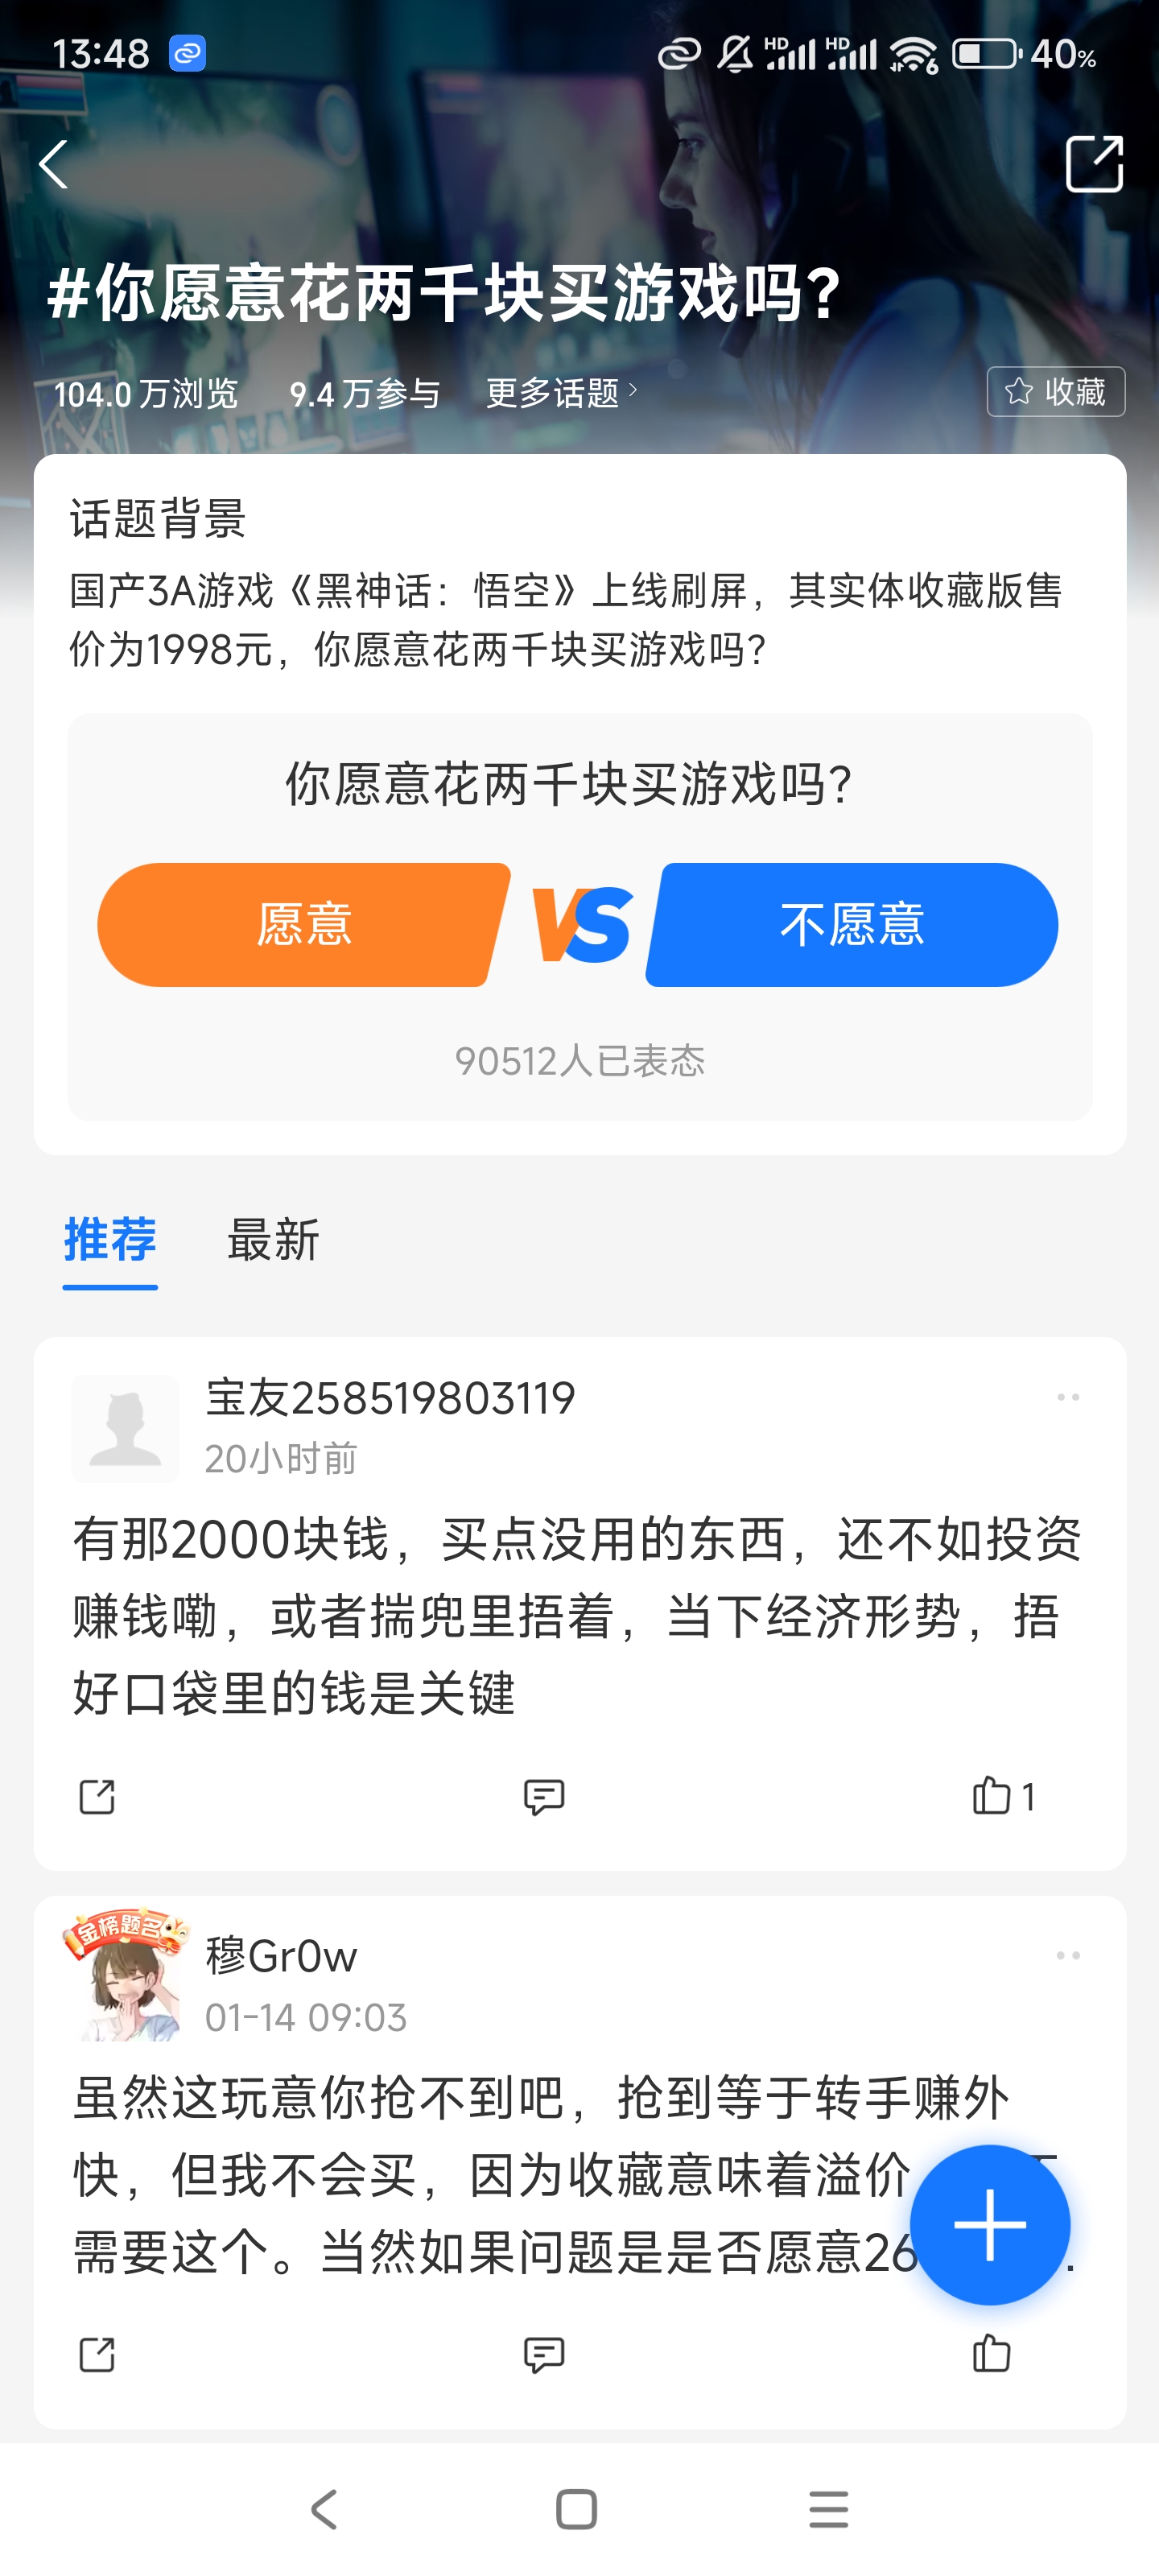 13:48
HD HD 6 40%
#你愿意花两千块买游戏吗？
104.0万浏览 9.4万参与 更多话题 收藏
话题背景
国产3A游戏《黑神话：悟空》上线刷屏，其实体收藏版售
价为1998元，你愿意花两千块买游戏吗？
你愿意花两千块买游戏吗？
愿意 VS 不愿意
90512人已表态
推荐 最新
宝友258519803119
20小时前
有那2000块钱，买点没用的东西，还不如投资
赚钱嘞，或者揣兜里捂着，当下经济形势，捂
好口袋里的钱是关键
1
金榜题名
穆Gr0w
01-14 09:03
虽然这玩意你抢不到吧，抢到等于转手赚外
快，但我不会买，因为收藏意味着溢价
需要这个。当然如果问题是是否愿意26